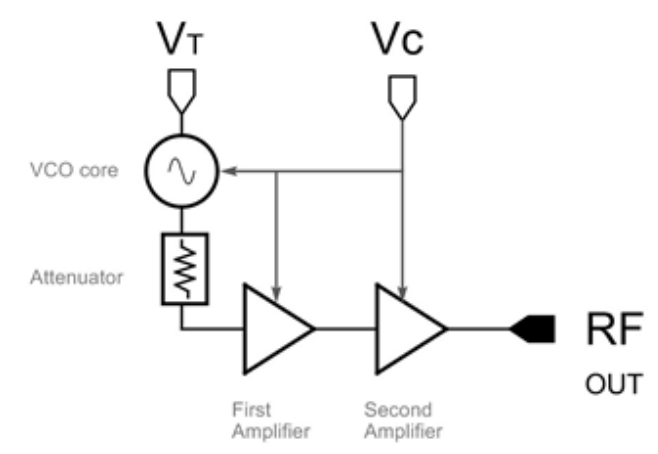 VT
Vc
VCO core
Attenuator
RF
OUT
First
Amplifier
Second
Amplifier